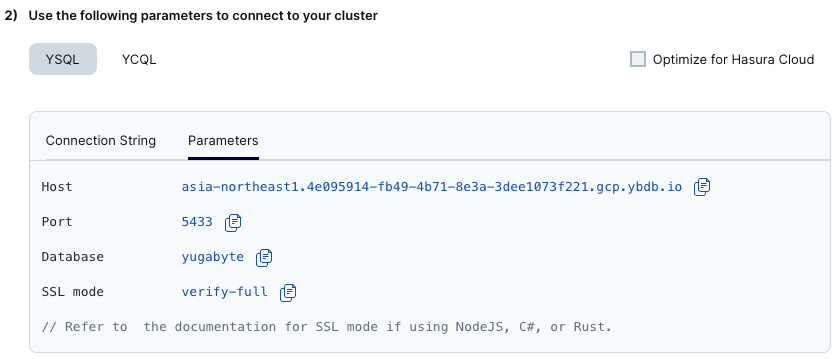 2) Use the following parameters to connect to your cluster
YSQL YCQL Optimize for Hasura Cloud
Connection String Parameters
Host asia-northeast1.4e095914-fb49-4b71-8e3a-3dee1073f221.gcp.ybdb.io
Port 5433
Database yugabyte
SSL mode verify-full
// Refer to  the documentation for SSL mode if using NodeJS, C#, or Rust.